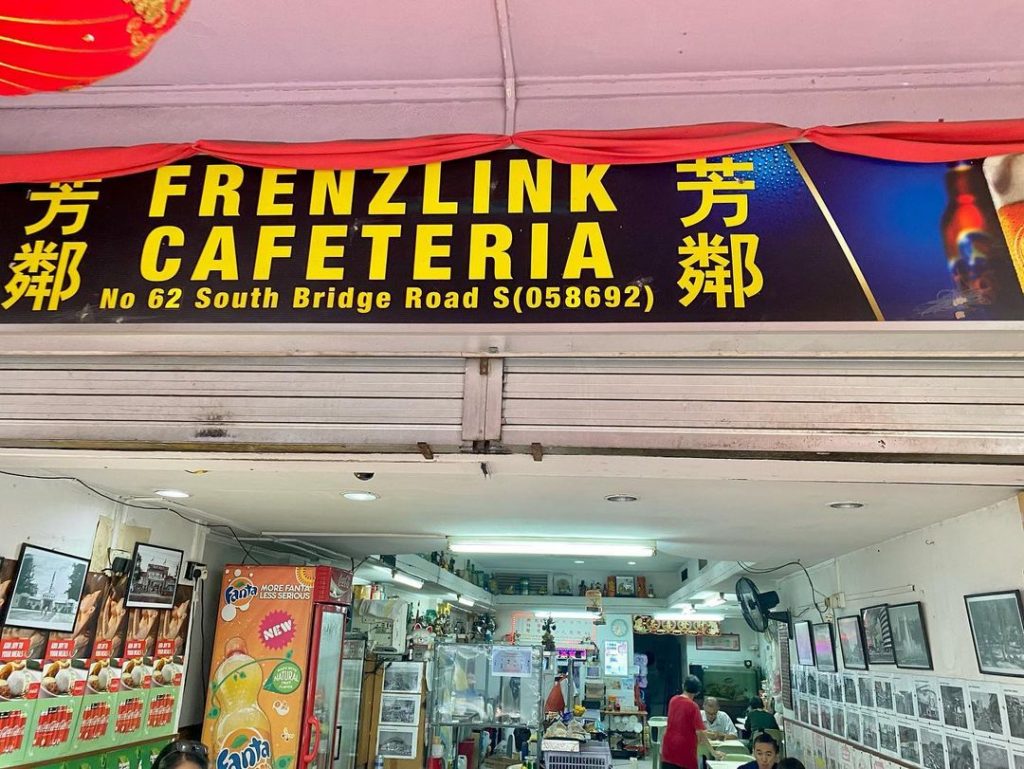 芳鄰
FRENZLINK
CAFETERIA
No 62 South Bridge Road S(058692)
芳鄰
Fanta
MORE FANTA
LESS SERIOUS
NEW
NATURAL
Fanta